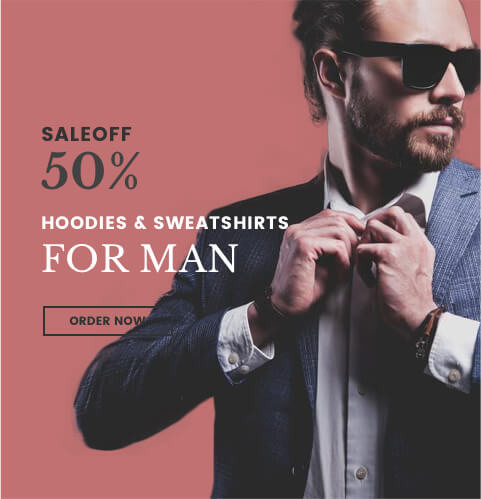 SALEOFF
50%
HOODIES & SWEATSHIRTS
FOR MAN
ORDER NOW